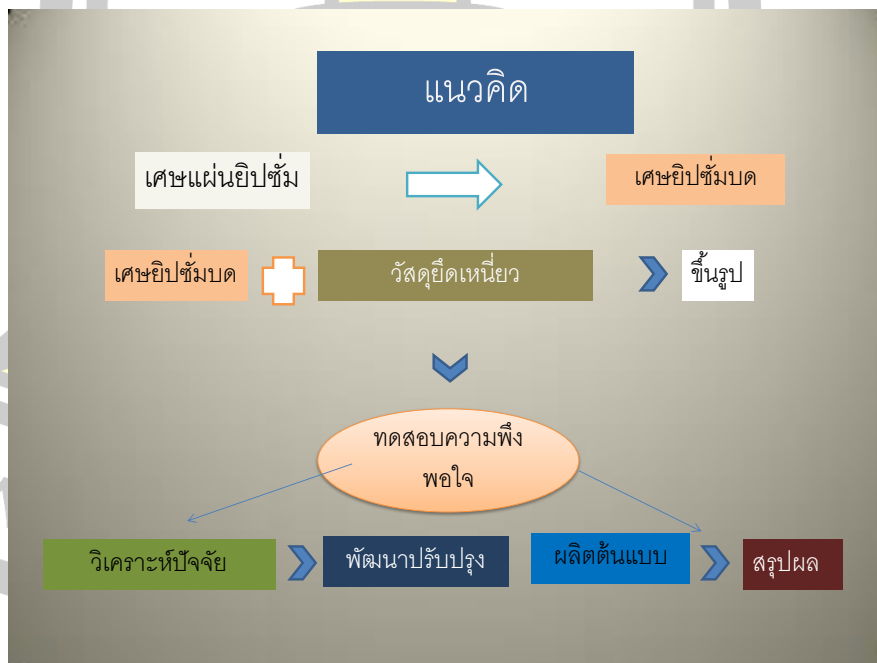 แนวคิด
เศษแผ่นยิปซั่ม
เศษยิปซั่มบด
เศษยิปซั่มบด
วัสดุยึดเหนี่ยว
ขึ้นรูป
ทดสอบความพึง
พอใจ
วิเคราะห์ปัจจัย
พัฒนาปรับปรุง
ผลิตต้นแบบ
สรุปผล